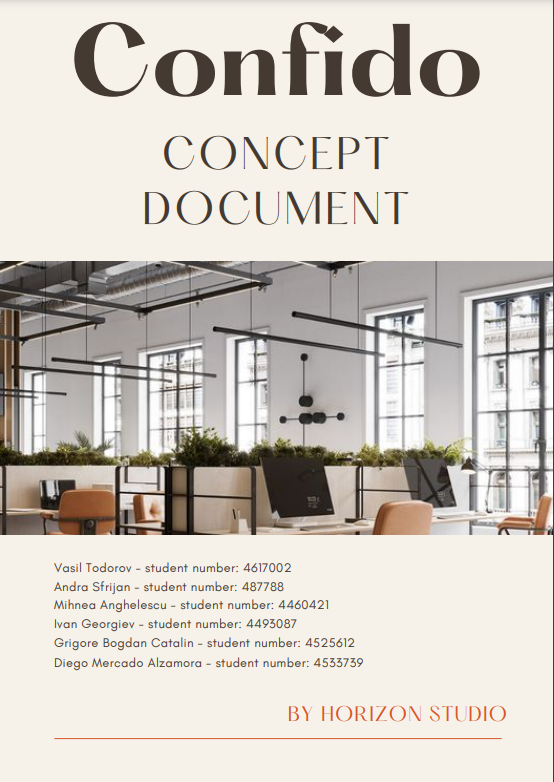 Confido
CONCEPT
DOCUMENT
Vasil Todorov – student number: 4617002
Andra Sfrijan – student number: 487788
Mihnea Anghelescu – student number: 4460421
Ivan Georgiev – student number: 4493087
Grigore Bogdan Catalin – student number: 4525612
Diego Mercado Alzamora – student number: 4533739
BY HORIZON STUDIO